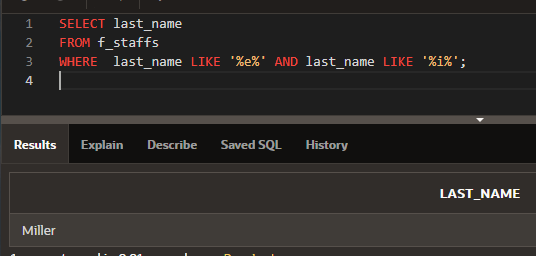 1 SELECT last_name
2 FROM f_staffs
3 WHERE  last_name LIKE '%e%' AND last_name LIKE '%i%';
4
Results Explain Describe Saved SQL History
LAST_NAME
Miller